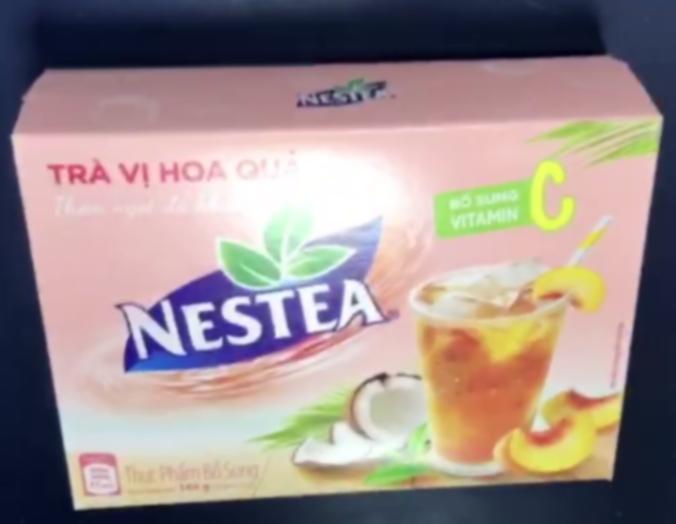 NESTEA
TRÀ VỊ HOA QUẢ
BỔ SUNG
VITAMIN C
NESTEA
Thực Phẩm Bổ Sung